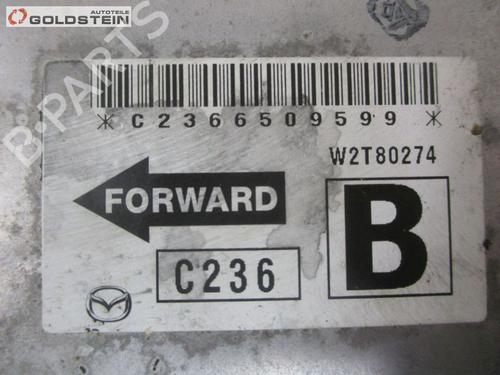 AUTOTEILE
GOLDSTEIN
B-PARTS
* C2366509599 *
W2T80274
FORWARD
B
C236